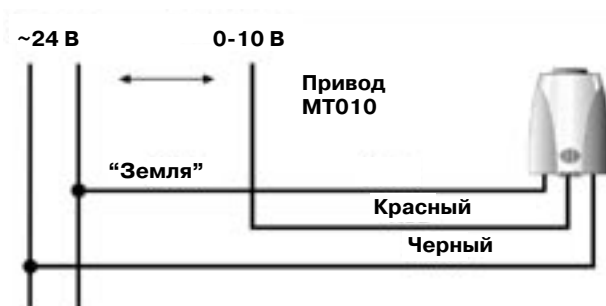 ~24 В
0-10 В
Привод
МТ010
“Земля”
Красный
Черный